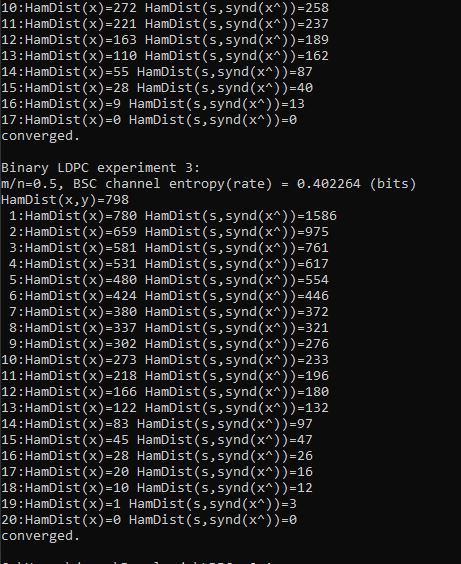 10:HamDist(x)=272 HamDist(s,synd(x^))=258
11:HamDist(x)=221 HamDist(s,synd(x^))=237
12:HamDist(x)=163 HamDist(s,synd(x^))=189
13:HamDist(x)=110 HamDist(s,synd(x^))=162
14:HamDist(x)=55 HamDist(s,synd(x^))=87
15:HamDist(x)=28 HamDist(s,synd(x^))=40
16:HamDist(x)=9 HamDist(s,synd(x^))=13
17:HamDist(x)=0 HamDist(s,synd(x^))=0
converged.
Binary LDPC experiment 3:
m/n=0.5, BSC channel entropy(rate) = 0.402264 (bits)
HamDist(x,y)=798
1:HamDist(x)=780 HamDist(s,synd(x^))=1586
2:HamDist(x)=659 HamDist(s,synd(x^))=975
3:HamDist(x)=581 HamDist(s,synd(x^))=761
4:HamDist(x)=531 HamDist(s,synd(x^))=617
5:HamDist(x)=480 HamDist(s,synd(x^))=554
6:HamDist(x)=424 HamDist(s,synd(x^))=446
7:HamDist(x)=380 HamDist(s,synd(x^))=372
8:HamDist(x)=337 HamDist(s,synd(x^))=321
9:HamDist(x)=302 HamDist(s,synd(x^))=276
10:HamDist(x)=273 HamDist(s,synd(x^))=233
11:HamDist(x)=218 HamDist(s,synd(x^))=196
12:HamDist(x)=166 HamDist(s,synd(x^))=180
13:HamDist(x)=122 HamDist(s,synd(x^))=132
14:HamDist(x)=83 HamDist(s,synd(x^))=97
15:HamDist(x)=45 HamDist(s,synd(x^))=47
16:HamDist(x)=28 HamDist(s,synd(x^))=26
17:HamDist(x)=20 HamDist(s,synd(x^))=16
18:HamDist(x)=10 HamDist(s,synd(x^))=12
19:HamDist(x)=1 HamDist(s,synd(x^))=3
20:HamDist(x)=0 HamDist(s,synd(x^))=0
converged.